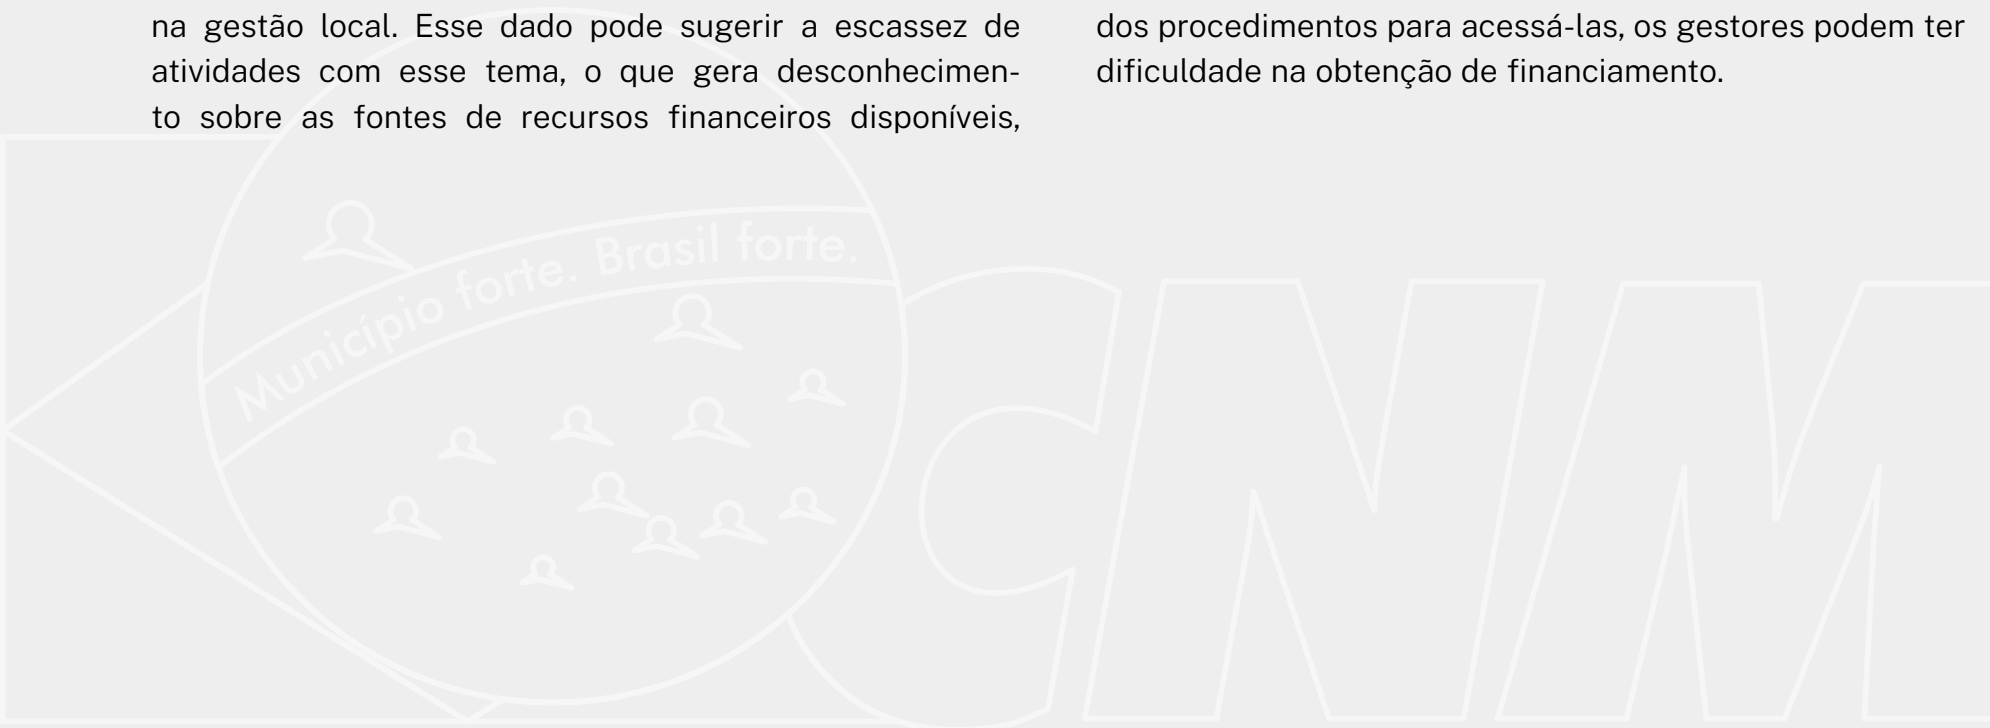 na gestão local. Esse dado pode sugerir a escassez de
atividades com esse tema, o que gera desconhecimen-
to sobre as fontes de recursos financeiros disponíveis,
dos procedimentos para acessá-las, os gestores podem ter
dificuldade na obtenção de financiamento.
Município forte. Brasil forte.
CNM